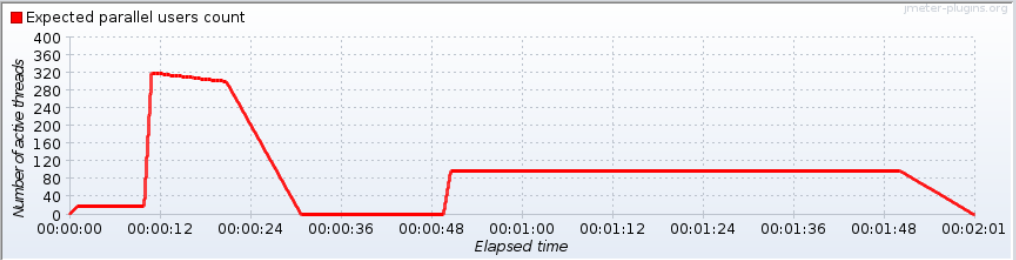 jmeter-plugins.org
Expected parallel users count
Number of active threads
400
360
320
280
240
200
160
120
80
40
0
00:00:00 00:00:12 00:00:24 00:00:36 00:00:48 00:01:00 00:01:12 00:01:24 00:01:36 00:01:48 00:02:01
Elapsed time